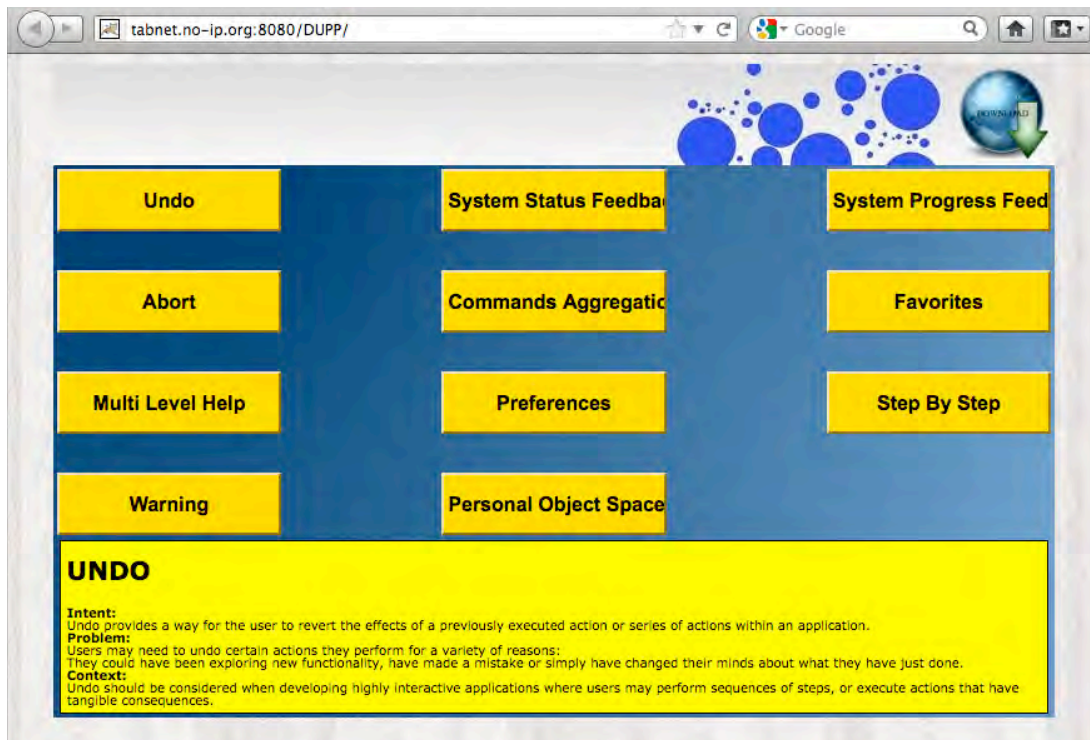 tabnet.no-ip.org:8080/DUPP/
Google
DOWNLOAD
Undo
System Status Feedba
System Progress Feed
Abort
Commands Aggregatio
Favorites
Multi Level Help
Preferences
Step By Step
Warning
Personal Object Space
UNDO
Intent:
Undo provides a way for the user to revert the effects of a previously executed action or series of actions within an application.
Problem:
Users may need to undo certain actions they perform for a variety of reasons:
They could have been exploring new functionality, have made a mistake or simply have changed their minds about what they have just done.
Context:
Undo should be considered when developing highly interactive applications where users may perform sequences of steps, or execute actions that have
tangible consequences.